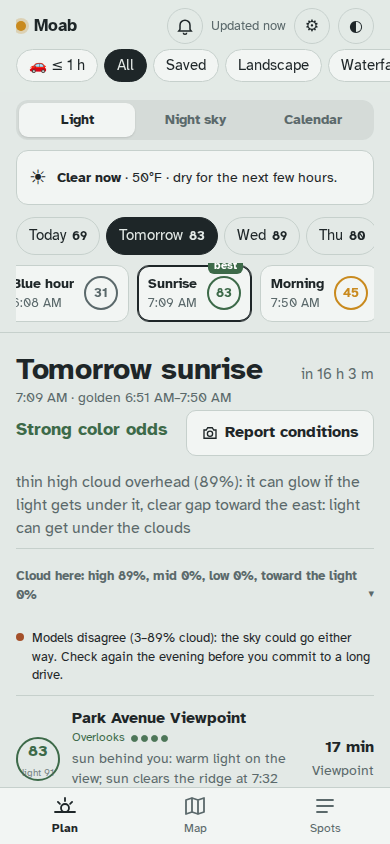 Moab
Updated now
🚗 ≤ 1 h
All
Saved
Landscape
Waterfa
Light
Night sky
Calendar
Clear now · 50°F · dry for the next few hours.
Today 69
Tomorrow 83
Wed 89
Thu 80
best
Blue hour
6:08 AM
31
Sunrise
7:09 AM
83
Morning
7:50 AM
45
Tomorrow sunrise
in 16 h 3 m
7:09 AM · golden 6:51 AM–7:50 AM
Strong color odds
Report conditions
thin high cloud overhead (89%): it can glow if the
light gets under it, clear gap toward the east: light
can get under the clouds
Cloud here: high 89%, mid 0%, low 0%, toward the light
0%
Models disagree (3–89% cloud): the sky could go either
way. Check again the evening before you commit to a long
drive.
Park Avenue Viewpoint
Overlooks
83
light 91
sun behind you: warm light on the
view; sun clears the ridge at 7:32
17 min
Viewpoint
Plan
Map
Spots